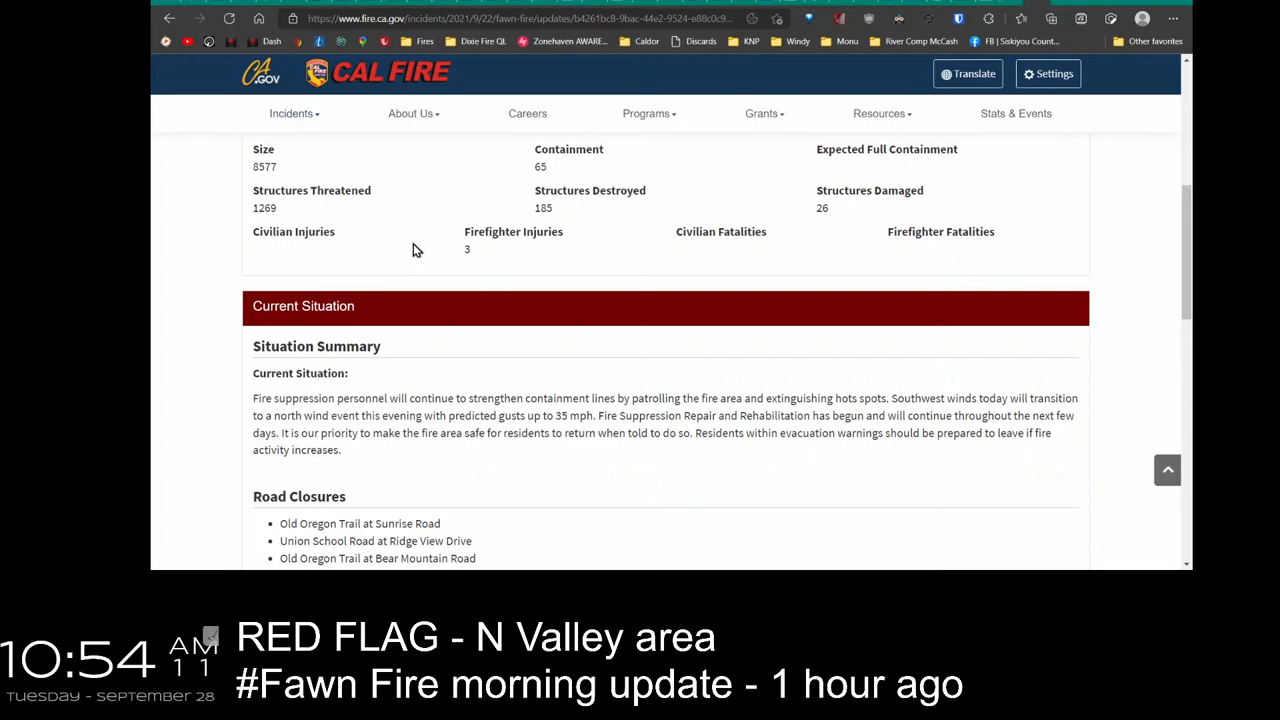 https://www.fire.ca.gov/incidents/2021/9/22/fawn-fire/updates/b4261bc8-9bac-44e2-9524-e88c0c9...
Dash
Fires
Dixie Fire QL
Zonehaven AWARE...
Caldor
Discards
KNP
Windy
Monu
River Comp McCash
FB | Siskiyou Count...
Other favorites
CA.GOV
CAL FIRE
Translate
Settings
Incidents
About Us
Careers
Programs
Grants
Resources
Stats & Events
Size
Containment
Expected Full Containment
8577
65
Structures Threatened
Structures Destroyed
Structures Damaged
1269
185
26
Civilian Injuries
Firefighter Injuries
Civilian Fatalities
Firefighter Fatalities
3
Current Situation
Situation Summary
Current Situation:
Fire suppression personnel will continue to strengthen containment lines by patrolling the fire area and extinguishing hots spots. Southwest winds today will transition
to a north wind event this evening with predicted gusts up to 35 mph. Fire Suppression Repair and Rehabilitation has begun and will continue throughout the next few
days. It is our priority to make the fire area safe for residents to return when told to do so. Residents within evacuation warnings should be prepared to leave if fire
activity increases.
Road Closures
• Old Oregon Trail at Sunrise Road
• Union School Road at Ridge View Drive
• Old Oregon Trail at Bear Mountain Road
10:54 AM 11
TUESDAY - SEPTEMBER 28
RED FLAG - N Valley area
#Fawn Fire morning update - 1 hour ago